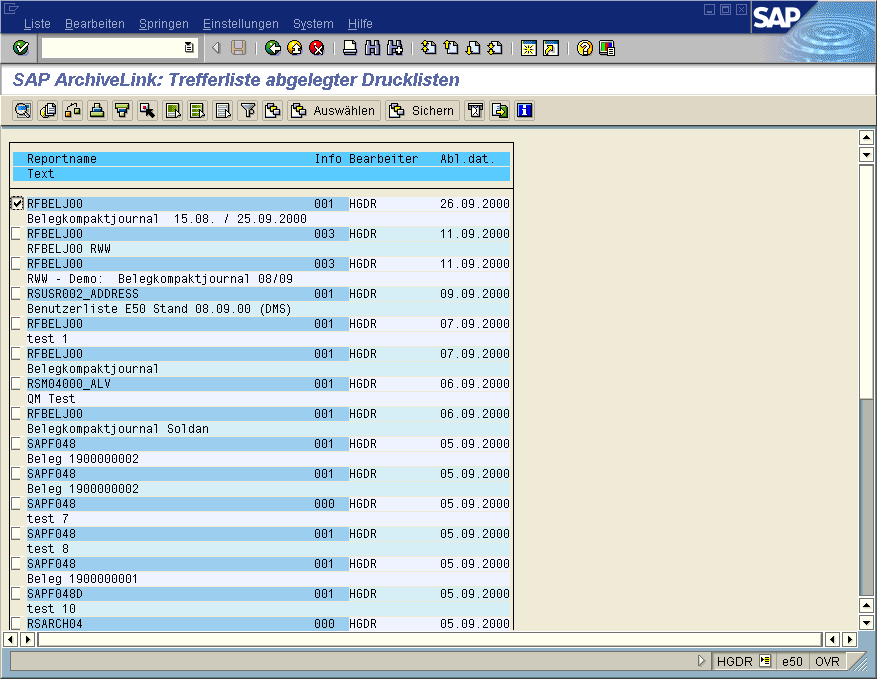 Liste Bearbeiten Springen Einstellungen System Hilfe
SAP
SAP ArchiveLink: Trefferliste abgelegter Drucklisten
Auswählen Sichern
Reportname Info Bearbeiter Abl.dat.
Text
RFBELJ00 001 HGDR 26.09.2000
Belegkompaktjournal 15.08. / 25.09.2000
RFBELJ00 003 HGDR 11.09.2000
RFBELJ00 RWW
RFBELJ00 003 HGDR 11.09.2000
RWW - Demo: Belegkompaktjournal 08/09
RSUSR002_ADDRESS 001 HGDR 09.09.2000
Benutzerliste E50 Stand 08.09.00 (DMS)
RFBELJ00 001 HGDR 07.09.2000
test 1
RFBELJ00 001 HGDR 07.09.2000
Belegkompaktjournal
RSM04000_ALV 001 HGDR 06.09.2000
QM Test
RFBELJ00 001 HGDR 06.09.2000
Belegkompaktjournal Soldan
SAPF048 001 HGDR 05.09.2000
Beleg 1900000002
SAPF048 001 HGDR 05.09.2000
Beleg 1900000002
SAPF048 000 HGDR 05.09.2000
test 7
SAPF048 001 HGDR 05.09.2000
test 8
SAPF048 001 HGDR 05.09.2000
Beleg 1900000001
SAPF048D 001 HGDR 05.09.2000
test 10
RSARCH04 000 HGDR 05.09.2000
HGDR e50 OVR